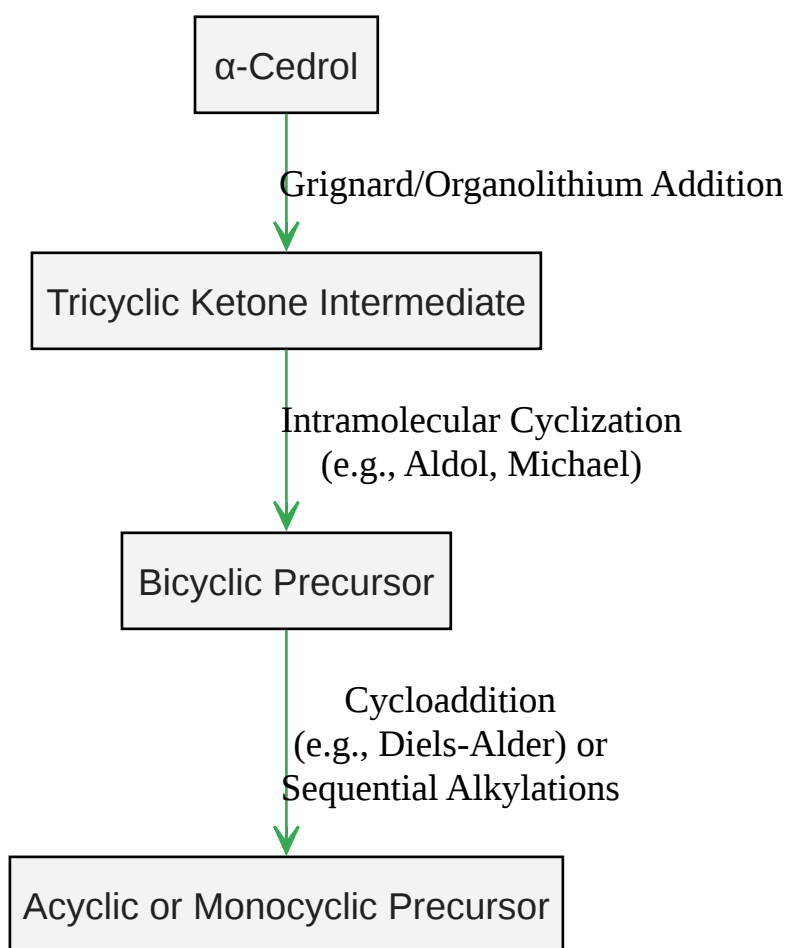 α-Cedrol
Grignard/Organolithium Addition
Tricyclic Ketone Intermediate
Intramolecular Cyclization
(e.g., Aldol, Michael)
Bicyclic Precursor
Cycloaddition
(e.g., Diels-Alder) or
Sequential Alkylations
Acyclic or Monocyclic Precursor